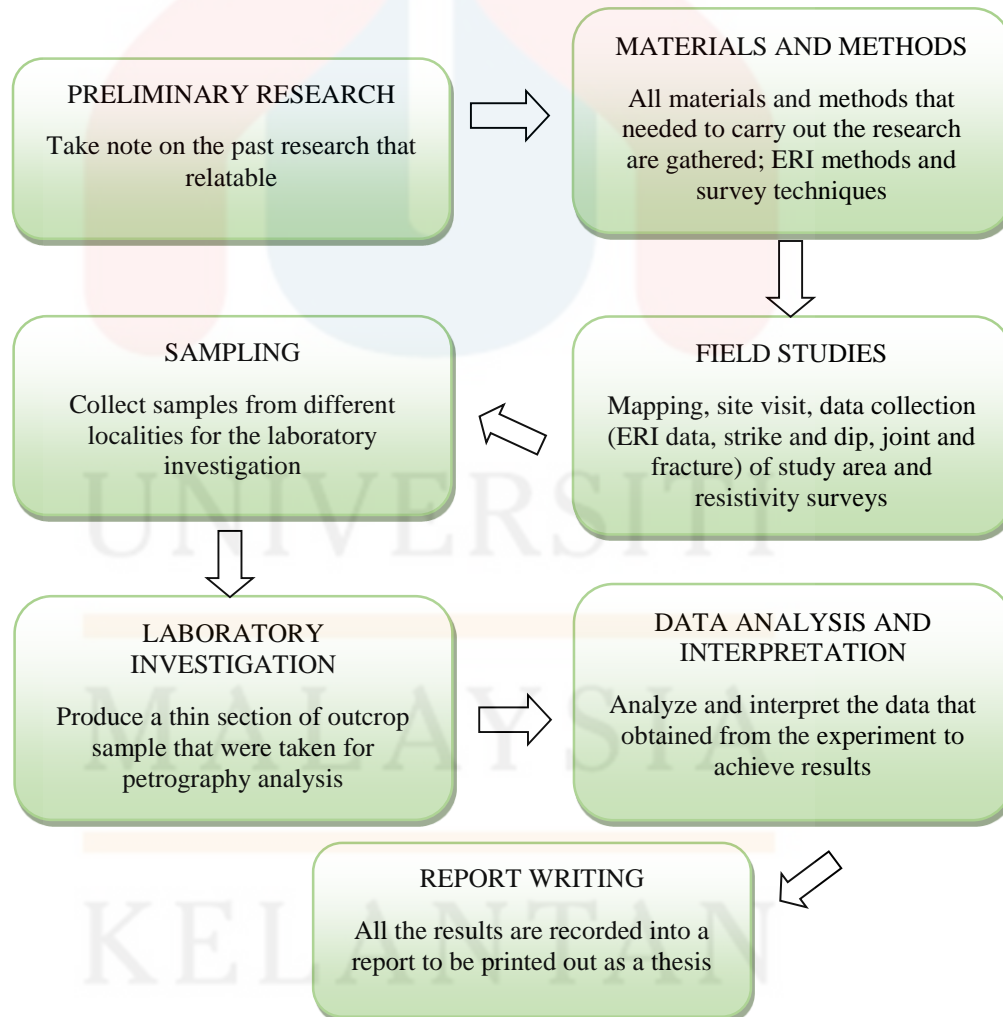 PRELIMINARY RESEARCH
Take note on the past research that
relatable
MATERIALS AND METHODS
All materials and methods that
needed to carry out the research
are gathered; ERI methods and
survey techniques
FIELD STUDIES
Mapping, site visit, data collection
(ERI data, strike and dip, joint and
fracture) of study area and
resistivity surveys
SAMPLING
Collect samples from different
localities for the laboratory
investigation
LABORATORY
INVESTIGATION
Produce a thin section of outcrop
sample that were taken for
petrography analysis
DATA ANALYSIS AND
INTERPRETATION
Analyze and interpret the data that
obtained from the experiment to
achieve results
REPORT WRITING
All the results are recorded into a
report to be printed out as a thesis
UNIVERSITI
MALAYSIA
KELANTAN